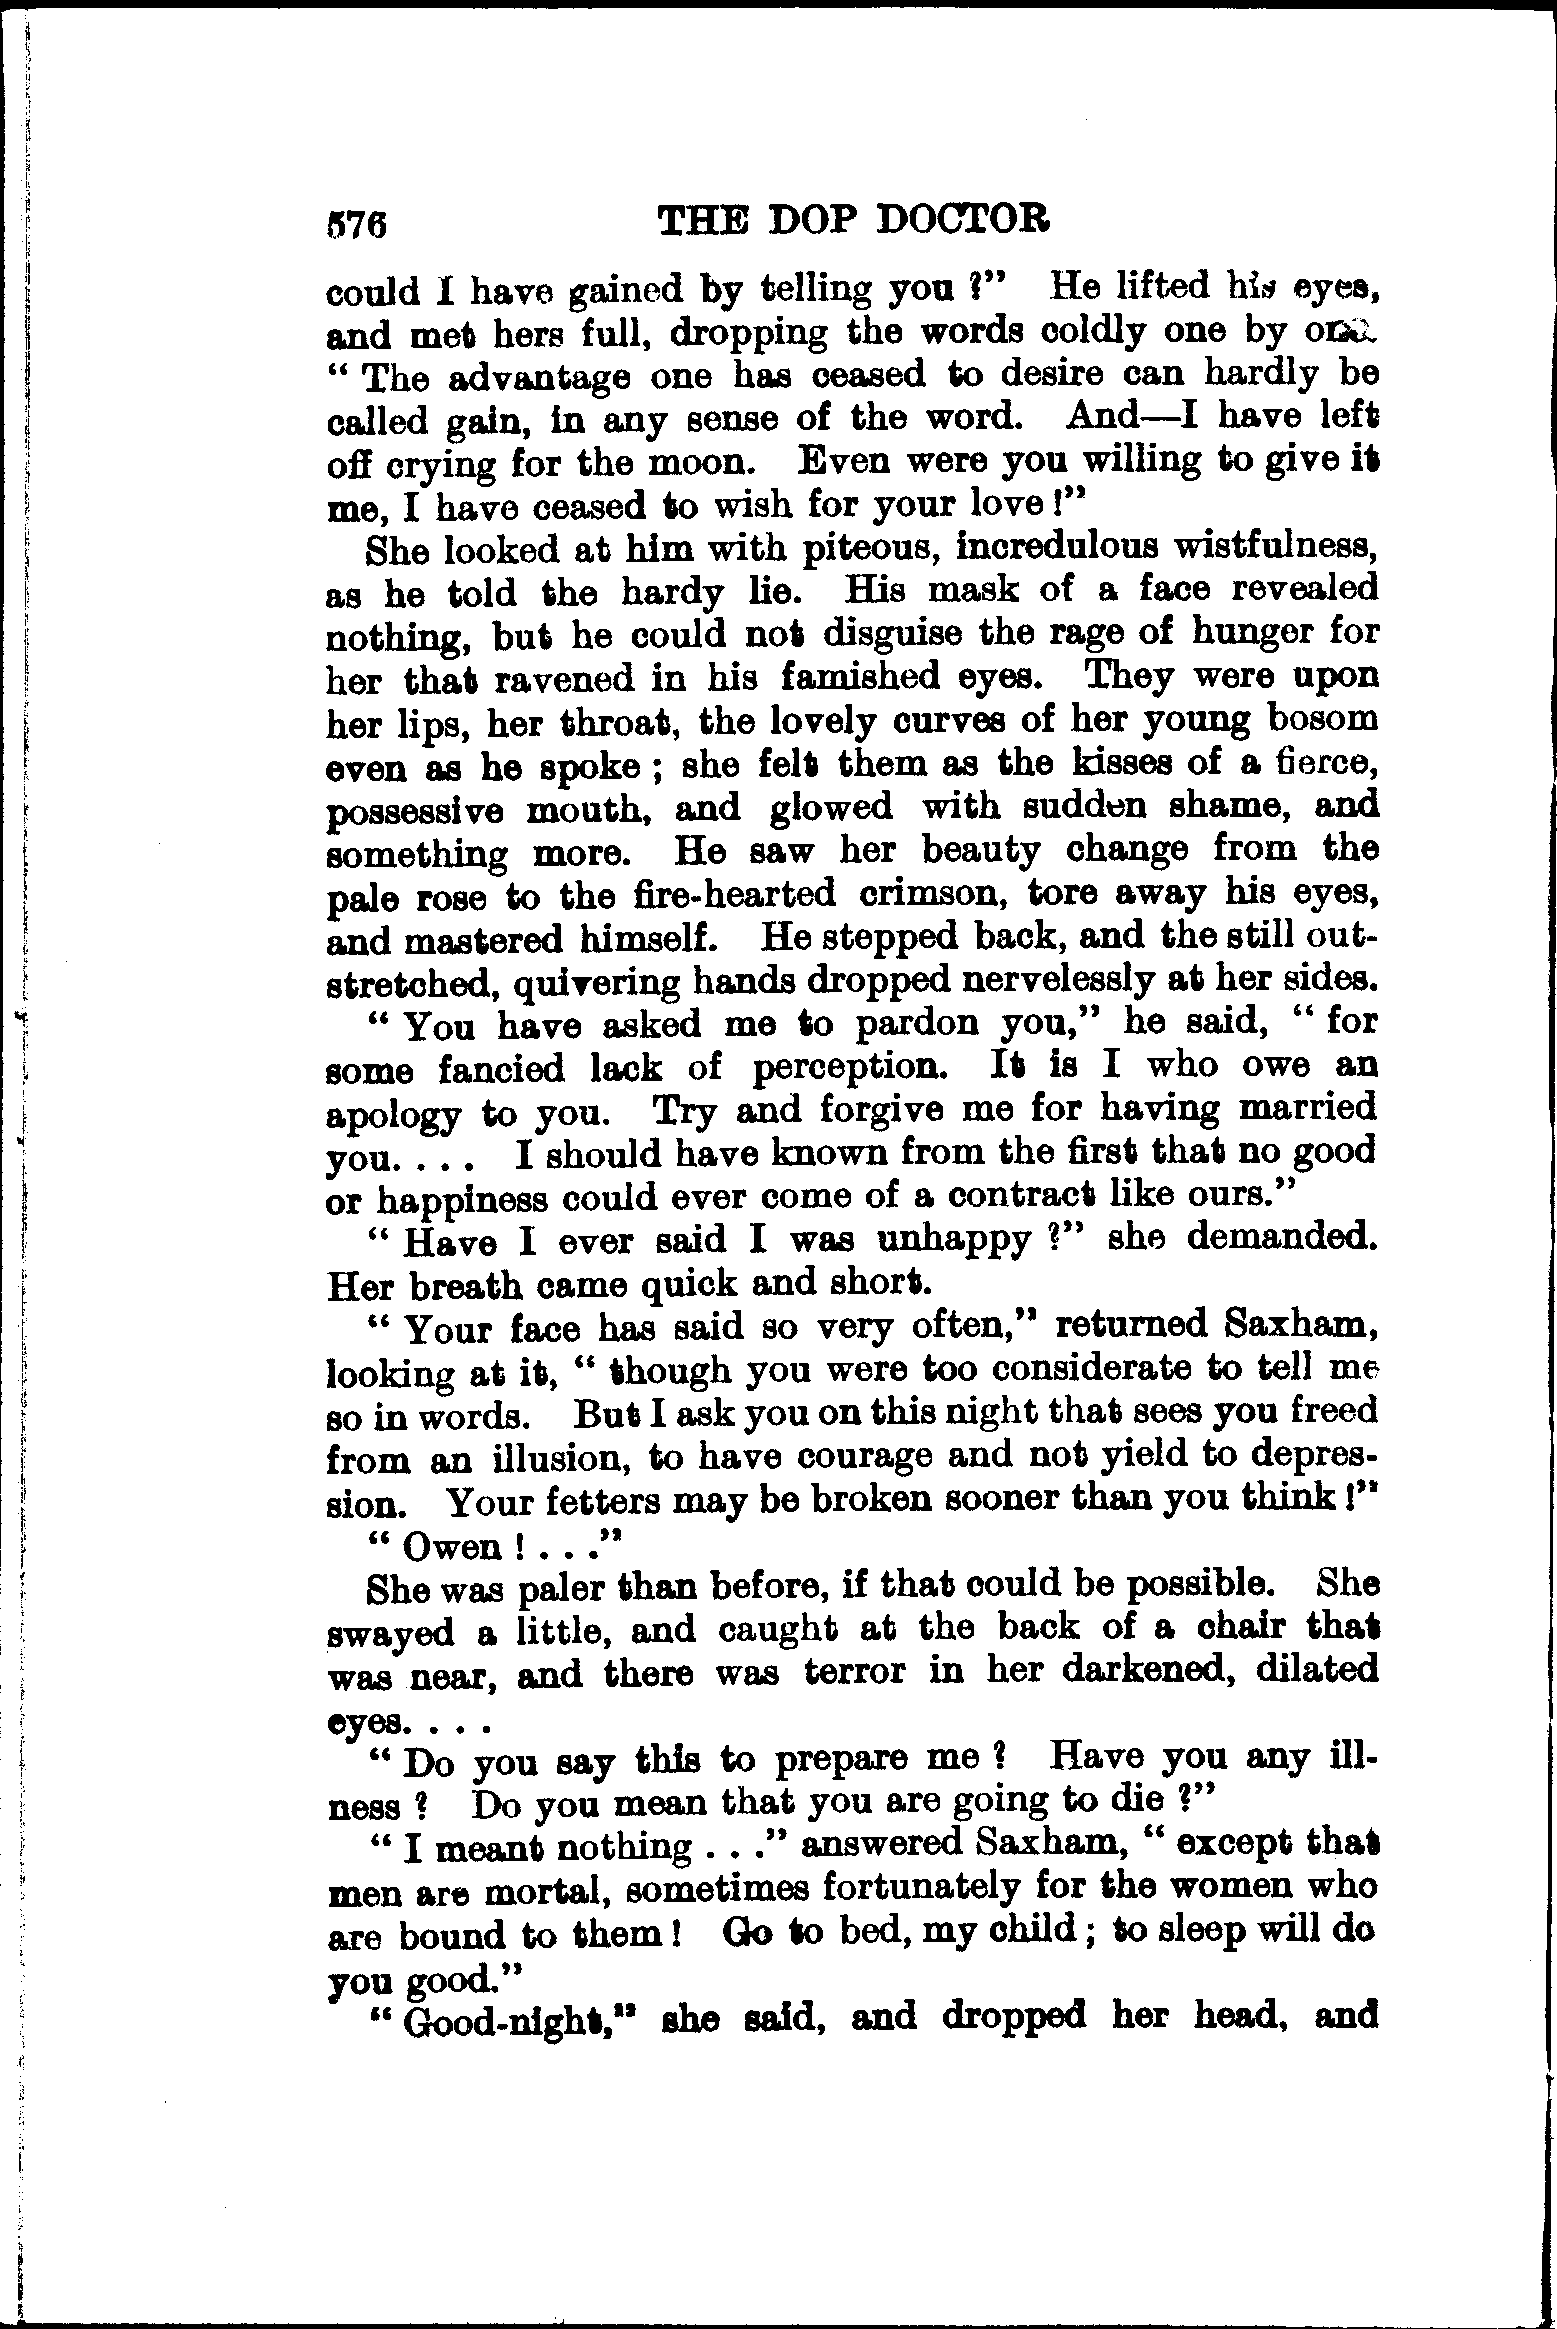 576 THE DOP DOCTOR
could I have gained by telling you ?” He lifted his eyes,
and met hers full, dropping the words coldly one by one.
“ The advantage one has ceased to desire can hardly be
called gain, in any sense of the word. And—I have left
off crying for the moon. Even were you willing to give it
me, I have ceased to wish for your love !”
She looked at him with piteous, incredulous wistfulness,
as he told the hardy lie. His mask of a face revealed
nothing, but he could not disguise the rage of hunger for
her that ravened in his famished eyes. They were upon
her lips, her throat, the lovely curves of her young bosom
even as he spoke ; she felt them as the kisses of a fierce,
possessive mouth, and glowed with sudden shame, and
something more. He saw her beauty change from the
pale rose to the fire-hearted crimson, tore away his eyes,
and mastered himself. He stepped back, and the still out-
stretched, quivering hands dropped nervelessly at her sides.
“ You have asked me to pardon you,” he said, “ for
some fancied lack of perception. It is I who owe an
apology to you. Try and forgive me for having married
you. . . . I should have known from the first that no good
or happiness could ever come of a contract like ours.”
“ Have I ever said I was unhappy ?” she demanded.
Her breath came quick and short.
“ Your face has said so very often,” returned Saxham,
looking at it, “ though you were too considerate to tell me
so in words. But I ask you on this night that sees you freed
from an illusion, to have courage and not yield to depres-
sion. Your fetters may be broken sooner than you think !”
“ Owen ! . . .”
She was paler than before, if that could be possible. She
swayed a little, and caught at the back of a chair that
was near, and there was terror in her darkened, dilated
eyes. . . .
“ Do you say this to prepare me ? Have you any ill-
ness ? Do you mean that you are going to die ?”
“ I meant nothing . . .” answered Saxham, “ except that
men are mortal, sometimes fortunately for the women who
are bound to them ! Go to bed, my child ; to sleep will do
you good.”
“ Good-night,” she said, and dropped her head, and